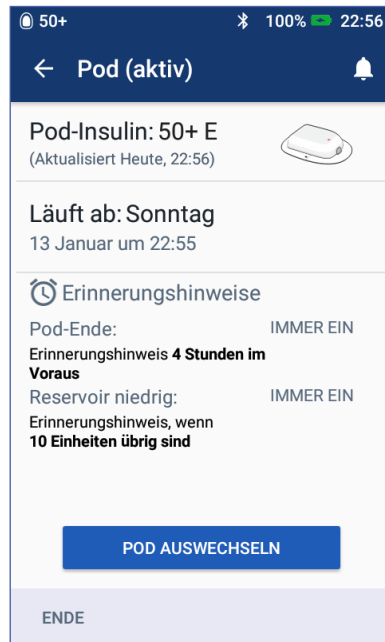 50+ 100% 22:56
Pod (aktiv)
Pod-Insulin: 50+ E
(Aktualisiert Heute, 22:56)
Läuft ab: Sonntag
13 Januar um 22:55
Erinnerungshinweise
Pod-Ende: IMMER EIN
Erinnerungshinweis 4 Stunden im
Voraus
Reservoir niedrig: IMMER EIN
Erinnerungshinweis, wenn
10 Einheiten übrig sind
POD AUSWECHSELN
ENDE